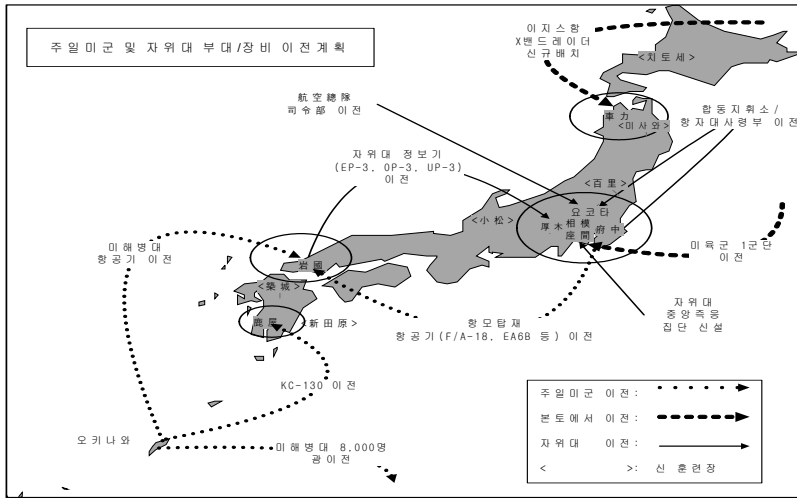 주일미군 및 자위대 부대/장비 이전계획
이지스함
X밴드레이더
신규배치
<치토세>
航空總隊
司令部 이전
車力
<미사와>
합동지휘소/
항자대사령부 이전
자위대 정보기
(EP-3, OP-3, UP-3)
이전
<百里>
요코타
<小松>
厚木
相模
座間
府中
미해병대
항공기 이전
미육군 1군단
이전
岩國
<築城>
鹿屋
<新田原>
항모탑재
항공기(F/A-18, EA6B 등) 이전
자위대
중앙즉응
집단 신설
KC-130 이전
오키나와
미해병대 8,000명
괌이전
주일미군 이전:
본토에서 이전:
자위대 이전:
< >: 신 훈련장